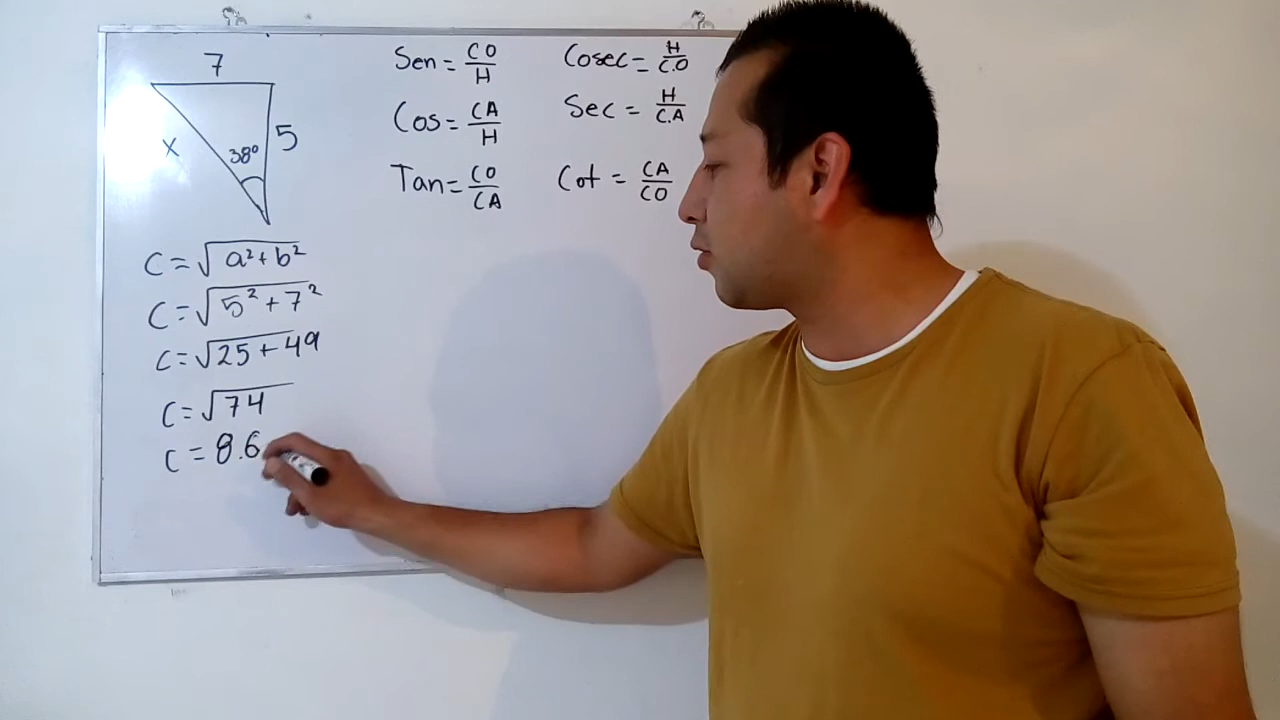 7
x
38°
5
Sen = CO/H
Cosec = H/C.O
Cos = CA/H
Sec = H/C.A
Tan = CO/CA
Cot = CA/CO
C = √a²+b²
C = √5²+7²
C = √25+49
C = √74
C = 8.6